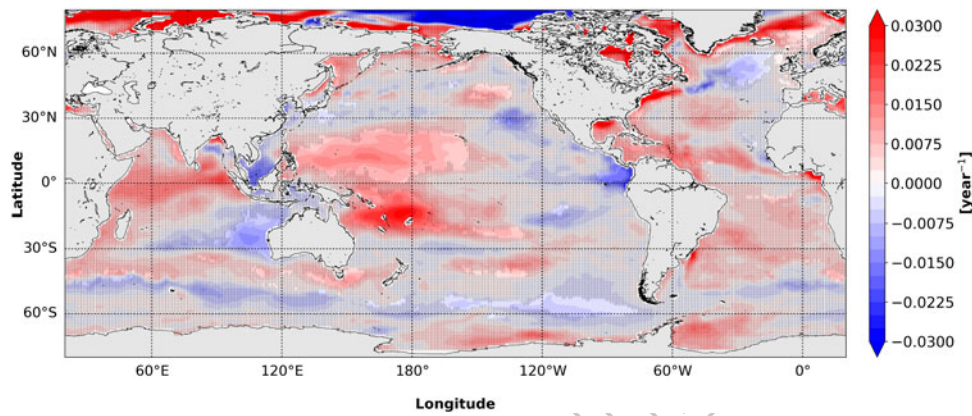 60°N
30°N
0°
30°S
60°S
Latitude
60°E
120°E
180°
120°W
60°W
0°
Longitude
0.0300
0.0225
0.0150
0.0075
0.0000
−0.0075
−0.0150
−0.0225
−0.0300
[year⁻¹]